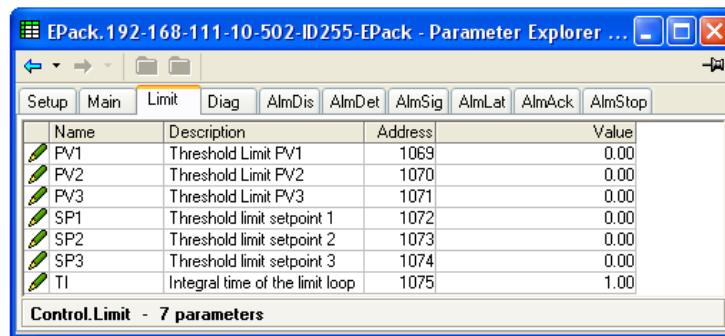 EPack.192-168-111-10-502-ID255-EPack - Parameter Explorer ...
Setup Main Limit Diag AlmDis AlmDet AlmSig AlmLat AlmAck AlmStop
Name Description Address Value
PV1 Threshold Limit PV1 1069 0.00
PV2 Threshold Limit PV2 1070 0.00
PV3 Threshold Limit PV3 1071 0.00
SP1 Threshold limit setpoint 1 1072 0.00
SP2 Threshold limit setpoint 2 1073 0.00
SP3 Threshold limit setpoint 3 1074 0.00
TI Integral time of the limit loop 1075 1.00
Control.Limit - 7 parameters